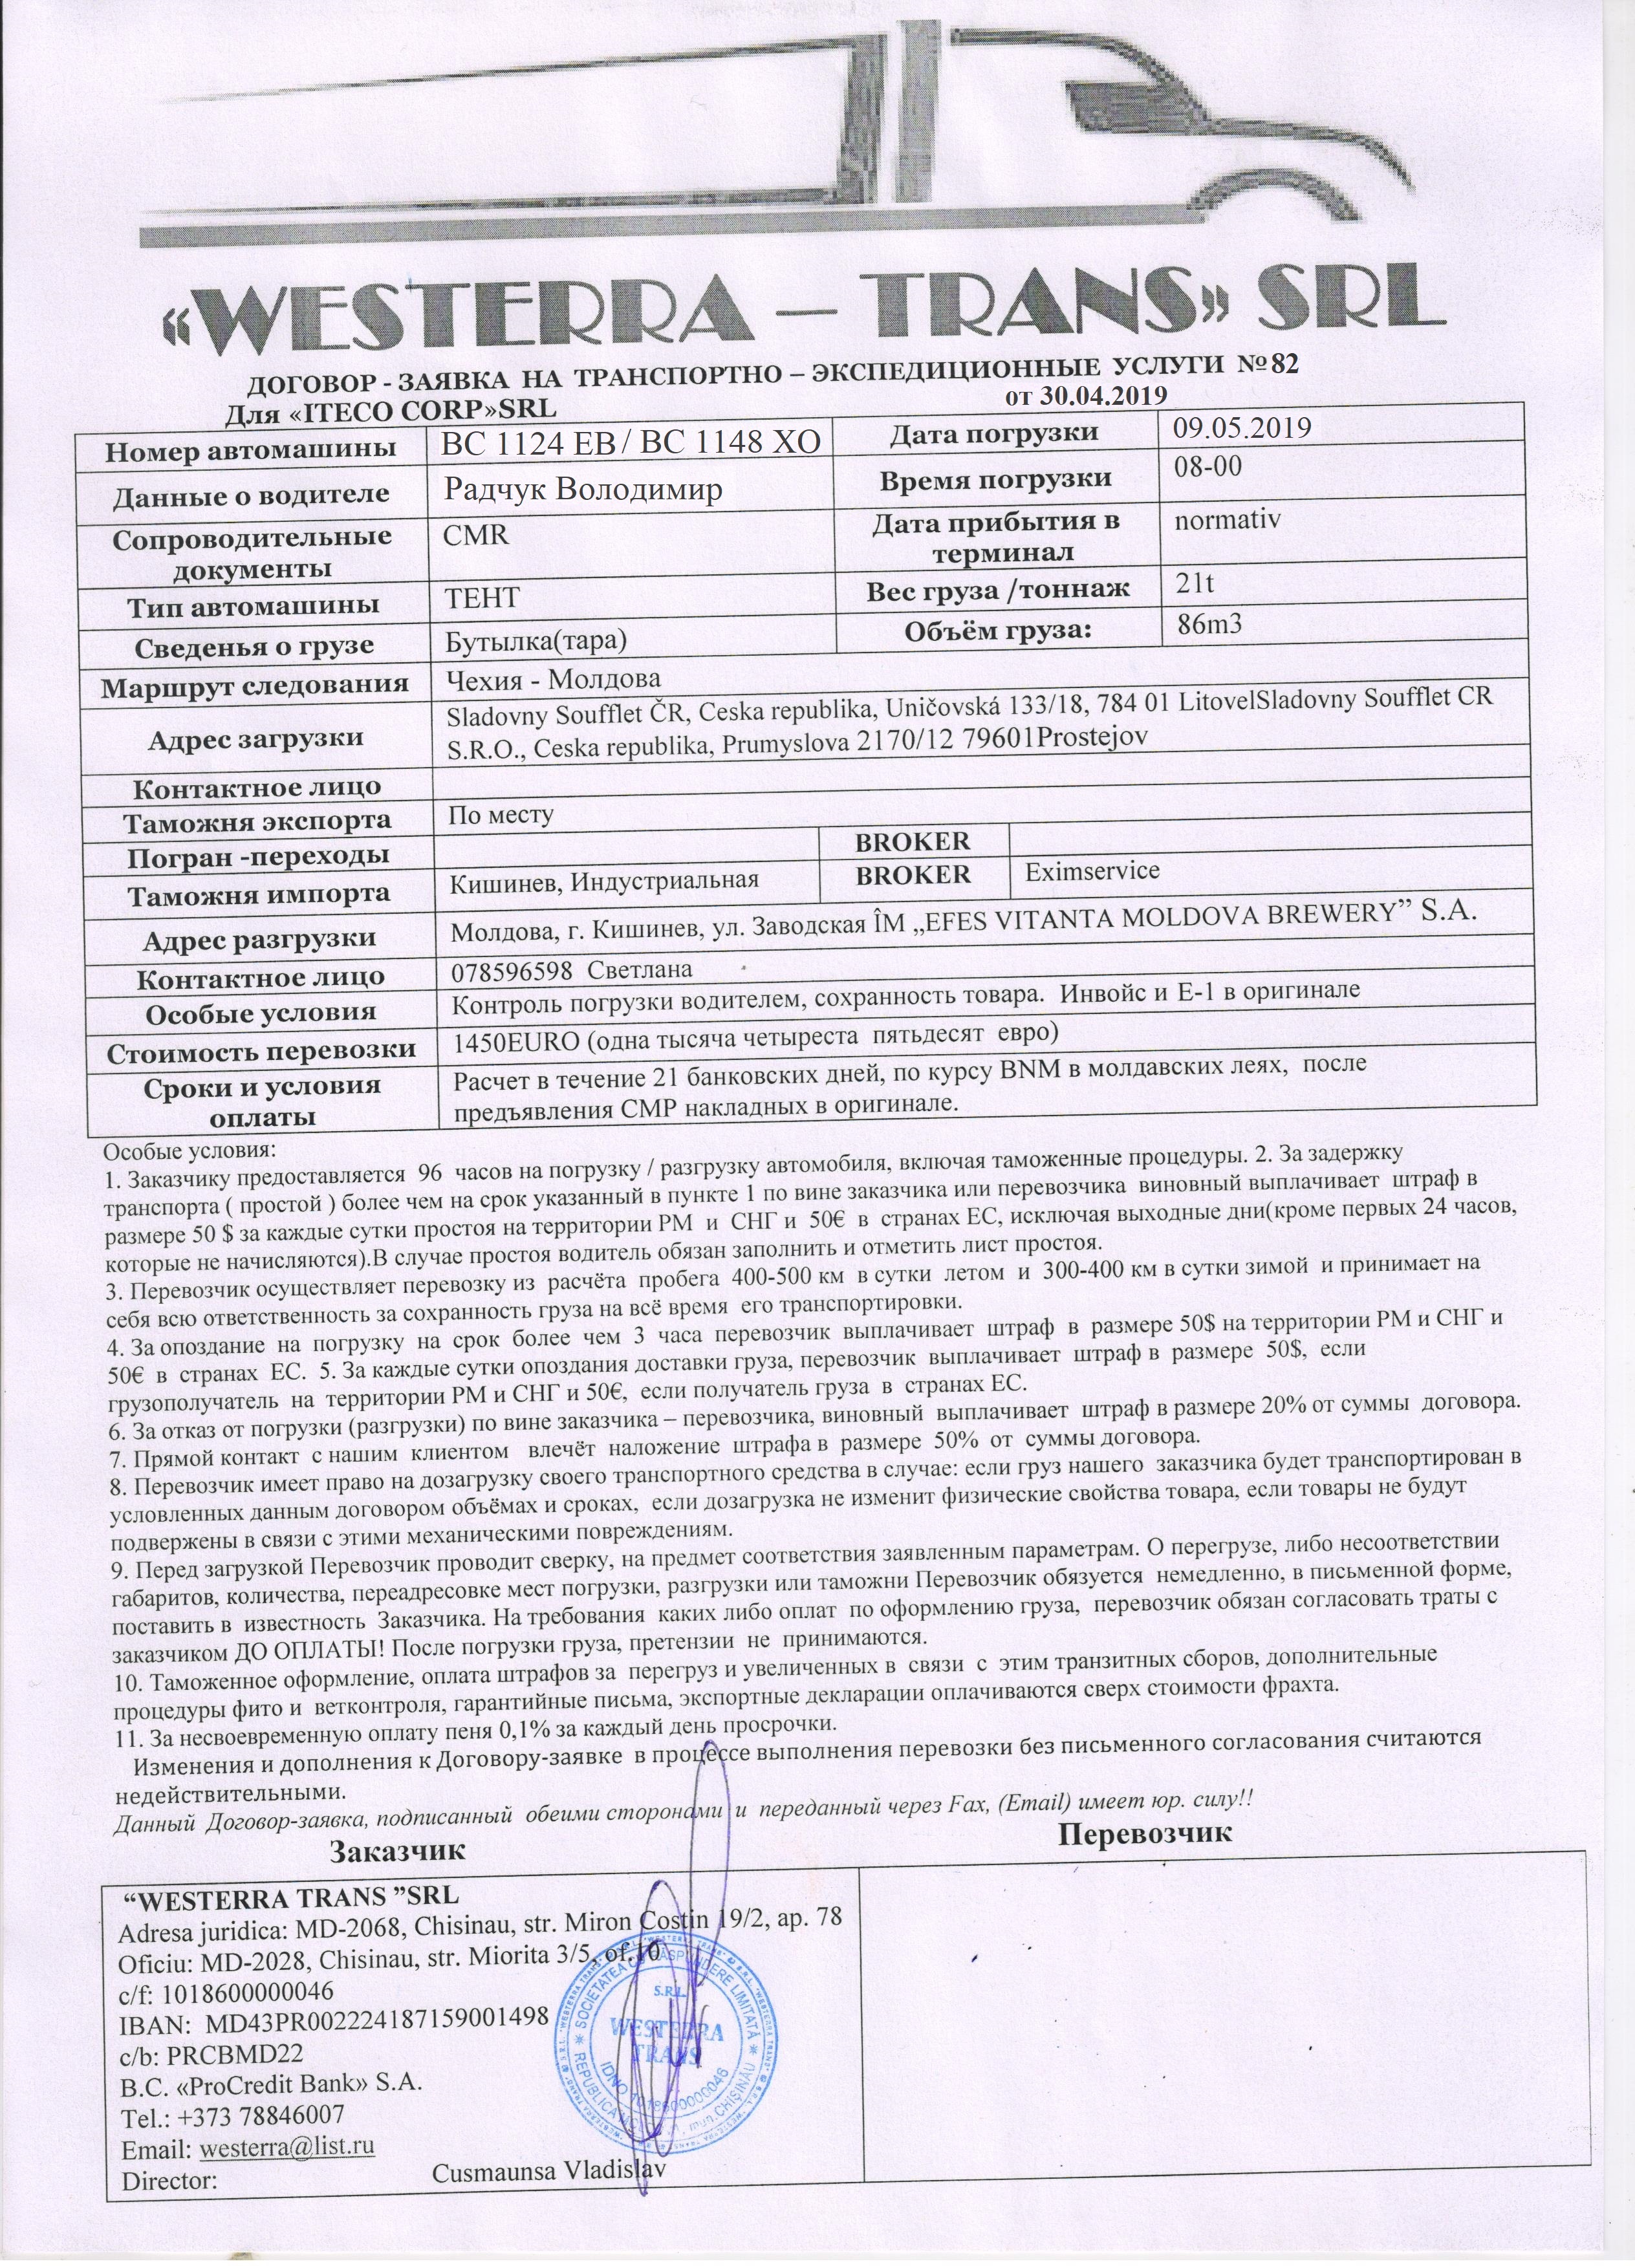 «WESTERRA – TRANS» SRL
ДОГОВОР - ЗАЯВКА НА ТРАНСПОРТНО – ЭКСПЕДИЦИОННЫЕ УСЛУГИ №82
Для «ITECO CORP»SRL от 30.04.2019
Номер автомашины BC 1124 EB / BC 1148 XO Дата погрузки 09.05.2019
Данные о водителе Радчук Володимир Время погрузки 08-00
Сопроводительные документы CMR Дата прибытия в терминал normativ
Тип автомашины ТЕНТ Вес груза /тоннаж 21t
Сведенья о грузе Бутылка(тара) Объём груза: 86m3
Маршрут следования Чехия - Молдова
Адрес загрузки Sladovny Soufflet ČR, Ceska republika, Uničovská 133/18, 784 01 LitovelSladovny Soufflet CR
S.R.O., Ceska republika, Prumyslova 2170/12 79601Prostejov
Контактное лицо
Таможня экспорта По месту
Погран -переходы BROKER
Таможня импорта Кишинев, Индустриальная BROKER Eximservice
Адрес разгрузки Молдова, г. Кишинев, ул. Заводская ÎM „EFES VITANTA MOLDOVA BREWERY” S.A.
Контактное лицо 078596598 Светлана
Особые условия Контроль погрузки водителем, сохранность товара. Инвойс и Е-1 в оригинале
Стоимость перевозки 1450EURO (одна тысяча четыреста пятьдесят евро)
Сроки и условия оплаты Расчет в течение 21 банковских дней, по курсу BNM в молдавских леях, после
предъявления СМР накладных в оригинале.
Особые условия:
1. Заказчику предоставляется 96 часов на погрузку / разгрузку автомобиля, включая таможенные процедуры. 2. За задержку
транспорта ( простой ) более чем на срок указанный в пункте 1 по вине заказчика или перевозчика виновный выплачивает штраф в
размере 50 $ за каждые сутки простоя на территории РМ и СНГ и 50€ в странах ЕС, исключая выходные дни(кроме первых 24 часов,
которые не начисляются).В случае простоя водитель обязан заполнить и отметить лист простоя.
3. Перевозчик осуществляет перевозку из расчёта пробега 400-500 км в сутки летом и 300-400 км в сутки зимой и принимает на
себя всю ответственность за сохранность груза на всё время его транспортировки.
4. За опоздание на погрузку на срок более чем 3 часа перевозчик выплачивает штраф в размере 50$ на территории РМ и СНГ и
50€ в странах ЕС. 5. За каждые сутки опоздания доставки груза, перевозчик выплачивает штраф в размере 50$, если
грузополучатель на территории РМ и СНГ и 50€, если получатель груза в странах ЕС.
6. За отказ от погрузки (разгрузки) по вине заказчика – перевозчика, виновный выплачивает штраф в размере 20% от суммы договора.
7. Прямой контакт с нашим клиентом влечёт наложение штрафа в размере 50% от суммы договора.
8. Перевозчик имеет право на дозагрузку своего транспортного средства в случае: если груз нашего заказчика будет транспортирован в
условленных данным договором объёмах и сроках, если дозагрузка не изменит физические свойства товара, если товары не будут
подвержены в связи с этими механическими повреждениям.
9. Перед загрузкой Перевозчик проводит сверку, на предмет соответствия заявленным параметрам. О перегрузе, либо несоответствии
габаритов, количества, переадресовке мест погрузки, разгрузки или таможни Перевозчик обязуется немедленно, в письменной форме,
поставить в известность Заказчика. На требования каких либо оплат по оформлению груза, перевозчик обязан согласовать траты с
заказчиком ДО ОПЛАТЫ! После погрузки груза, претензии не принимаются.
10. Таможенное оформление, оплата штрафов за перегруз и увеличенных в связи с этим транзитных сборов, дополнительные
процедуры фито и ветконтроля, гарантийные письма, экспортные декларации оплачиваются сверх стоимости фрахта.
11. За несвоевременную оплату пеня 0,1% за каждый день просрочки.
Изменения и дополнения к Договору-заявке в процессе выполнения перевозки без письменного согласования считаются
недействительными.
Данный Договор-заявка, подписанный обеими сторонами и переданный через Fax, (Email) имеет юр. силу!!
Заказчик Перевозчик
“WESTERRA TRANS ”SRL
Adresa juridica: MD-2068, Chisinau, str. Miron Costin 19/2, ap. 78
Oficiu: MD-2028, Chisinau, str. Miorita 3/5, of.10
c/f: 1018600000046
IBAN: MD43PR002224187159001498
c/b: PRCBMD22
B.C. «ProCredit Bank» S.A.
Tel.: +373 78846007
Email: westerra@list.ru
Director: Cusmaunsa Vladislav
SOCIETATEA CU RĂSPUNDERE LIMITATĂ
S.R.L.
WESTERRA
TRANS
IDNO 1018600000046